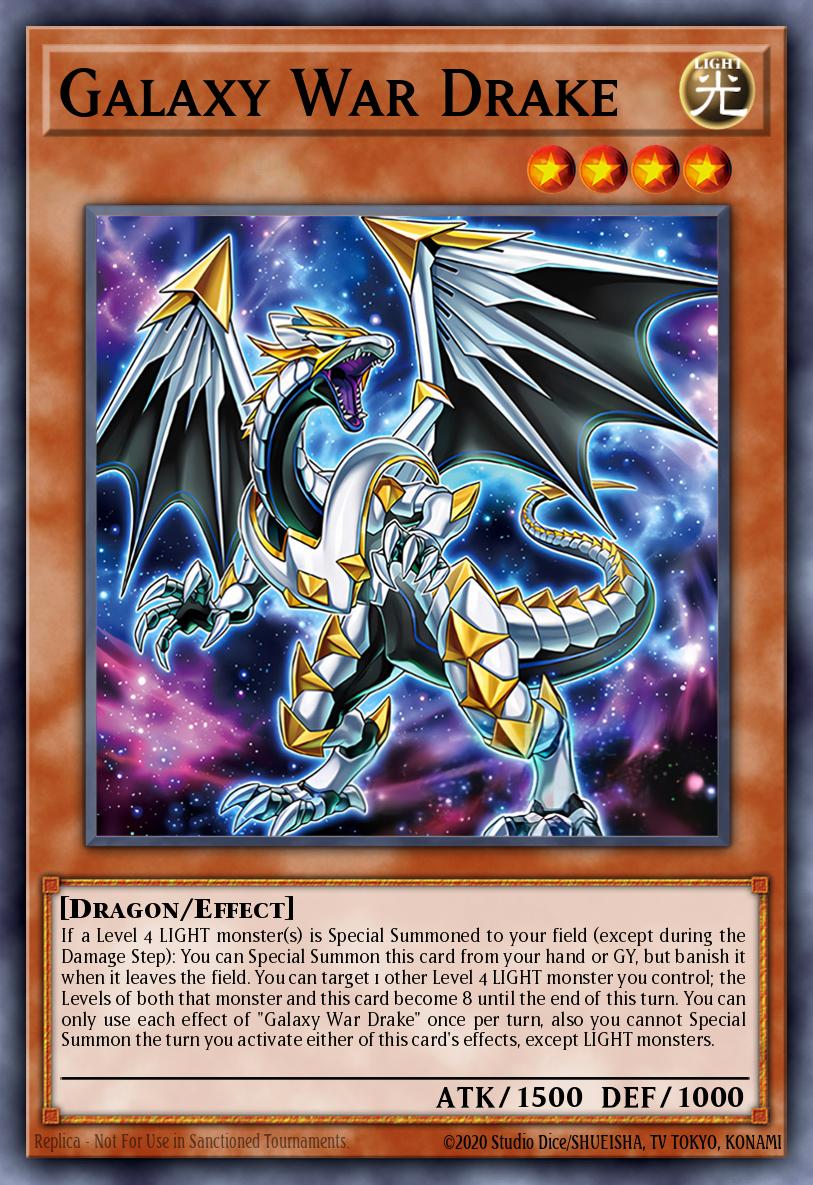 Galaxy War Drake
LIGHT
光
[Dragon/Effect]
If a Level 4 LIGHT monster(s) is Special Summoned to your field (except during the
Damage Step): You can Special Summon this card from your hand or GY, but banish it
when it leaves the field. You can target 1 other Level 4 LIGHT monster you control; the
Levels of both that monster and this card become 8 until the end of this turn. You can
only use each effect of "Galaxy War Drake" once per turn, also you cannot Special
Summon the turn you activate either of this card's effects, except LIGHT monsters.
ATK/1500 DEF/1000
Replica - Not For Use in Sanctioned Tournaments.
©2020 Studio Dice/SHUEISHA, TV TOKYO, KONAMI